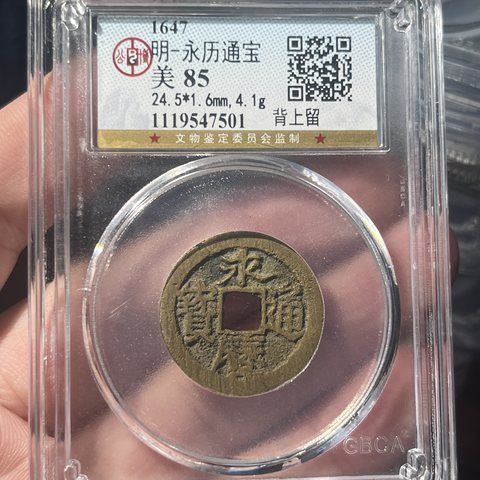 1647
明-永历通宝
美 85
24.5*1.6mm,4.1g
1119547501 背上留
★ 文物鉴定委员会监制 ★
永
寶 通
GBCA